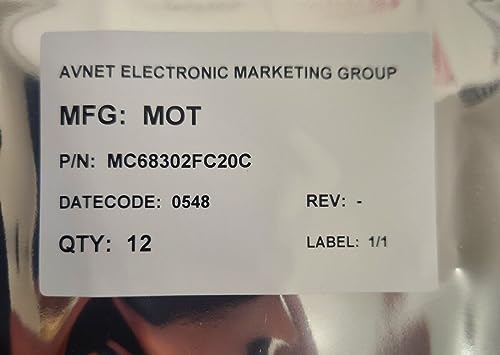 AVNET ELECTRONIC MARKETING GROUP
MFG: MOT
P/N: MC68302FC20C
DATECODE: 0548 REV: -
QTY: 12 LABEL: 1/1